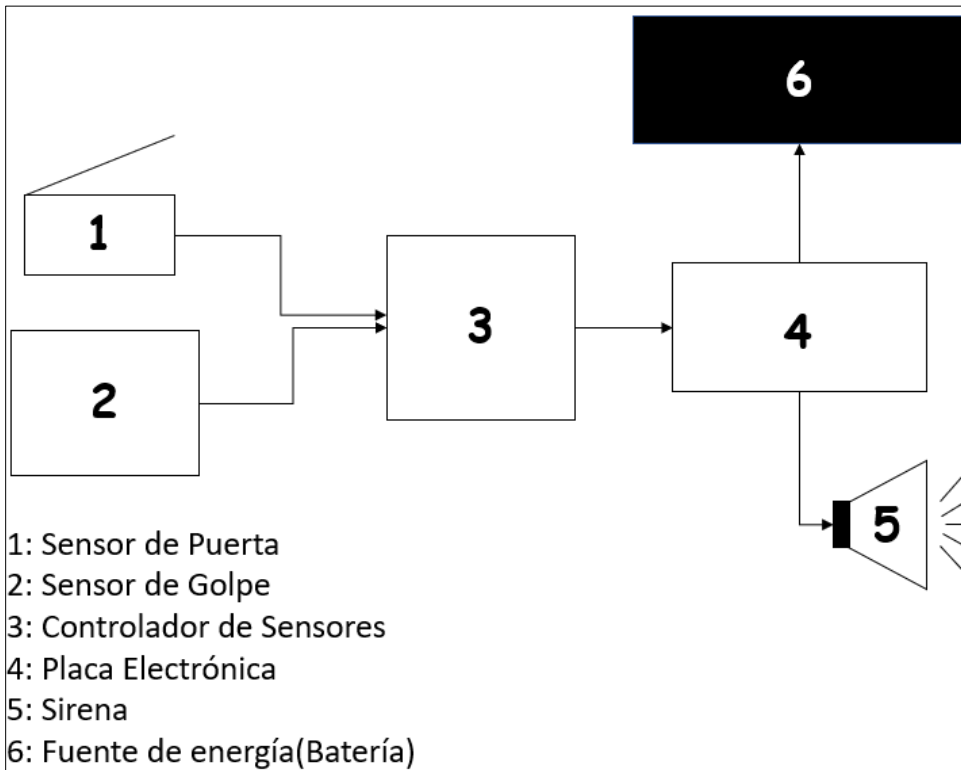 6
1
3
4
2
5
1: Sensor de Puerta
2: Sensor de Golpe
3: Controlador de Sensores
4: Placa Electrónica
5: Sirena
6: Fuente de energía(Batería)